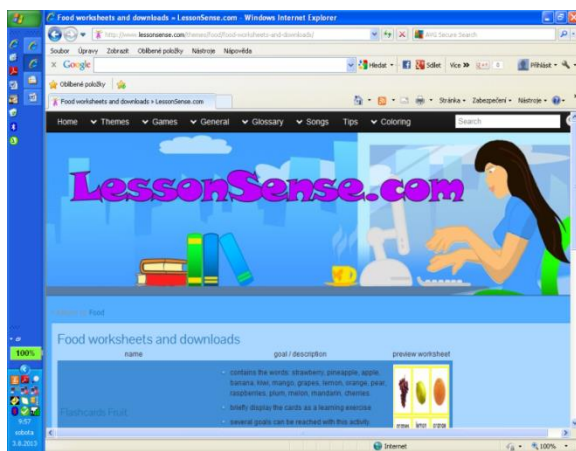 Food worksheets and downloads » LessonSense.com - Windows Internet Explorer
http://www.lessonsense.com/themes/food/food-worksheets-and-downloads/
AVG Secure Search
Soubor Úpravy Zobrazit Oblíbené položky Nástroje Nápověda
Google Hledat Sdílet Více » Přihlásit
Oblíbené položky
Food worksheets and downloads » LessonSense.com
Stránka Zabezpečení Nástroje
Home Themes Games General Glossary Songs Tips Coloring Search
LessonSense.com
Food
Food worksheets and downloads
name goal / description preview worksheet
contains the words: strawberry, pineapple, apple,
banana, kiwi, mango, grapes, lemon, orange, pear,
raspberries, plum, melon, mandarin, cherries.
Flashcards Fruit
briefly display the cards as a learning exercise
several goals can be reached with this activity.
grapes lemon orange
100%
9:57
sobota
3.8.2013
Internet 100%